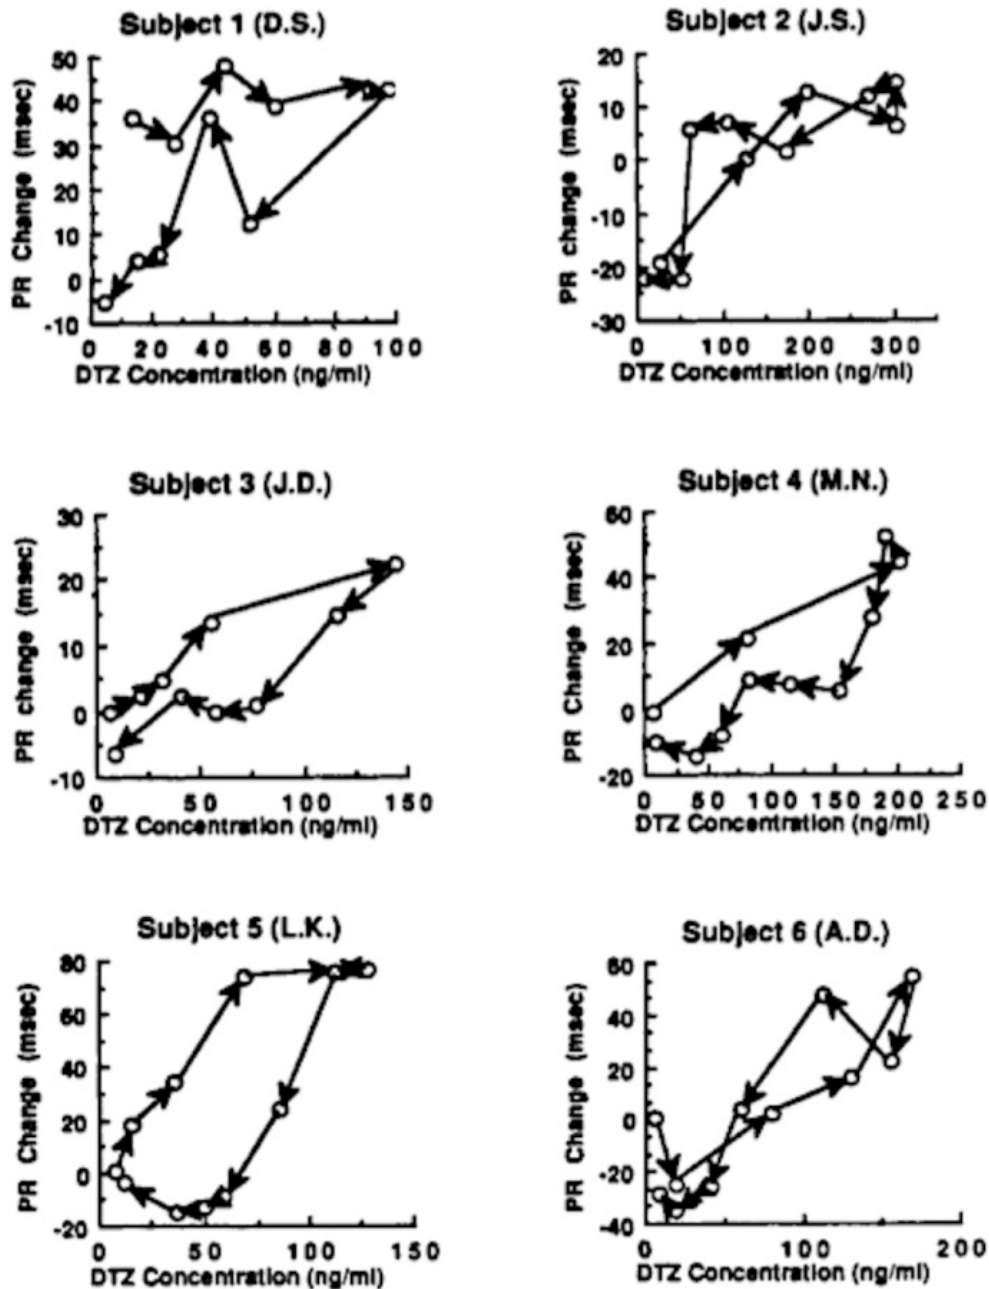 Subject 1 (D.S.)
PR Change (msec)
50
40
30
20
10
0
-10
0 20 40 60 80 100
DTZ Concentration (ng/ml)
Subject 2 (J.S.)
PR change (msec)
20
10
0
-10
-20
-30
0 100 200 300
DTZ Concentration (ng/ml)
Subject 3 (J.D.)
PR change (msec)
30
20
10
0
-10
0 50 100 150
DTZ Concentration (ng/ml)
Subject 4 (M.N.)
PR Change (msec)
60
40
20
0
-20
0 50 100 150 200 250
DTZ Concentration (ng/ml)
Subject 5 (L.K.)
PR Change (msec)
80
60
40
20
0
-20
0 50 100 150
DTZ Concentration (ng/ml)
Subject 6 (A.D.)
PR Change (msec)
60
40
20
0
-20
-40
0 100 200
DTZ Concentration (ng/ml)